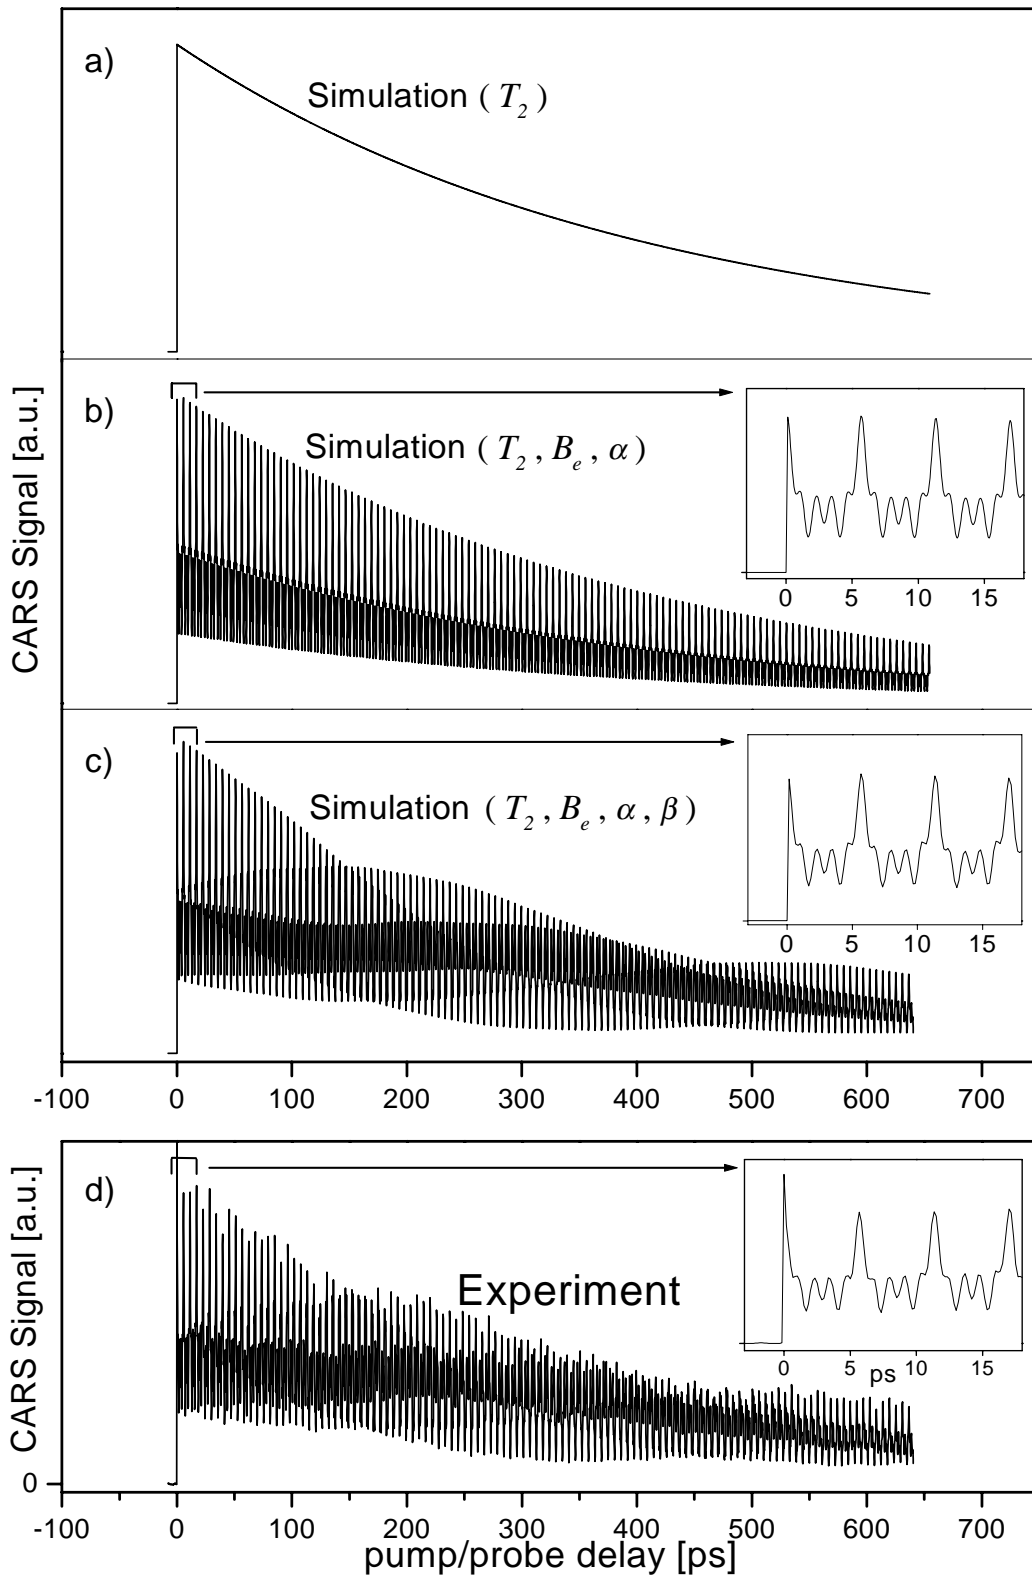 a)
Simulation ( T₂ )
CARS Signal [a.u.]
b)
Simulation ( T₂ , Bₑ , α )
0 5 10 15
c)
Simulation ( T₂ , Bₑ , α , β )
0 5 10 15
-100 0 100 200 300 400 500 600 700
CARS Signal [a.u.]
d)
Experiment
0 5 10 15
ps
0
-100 0 100 200 300 400 500 600 700
pump/probe delay [ps]